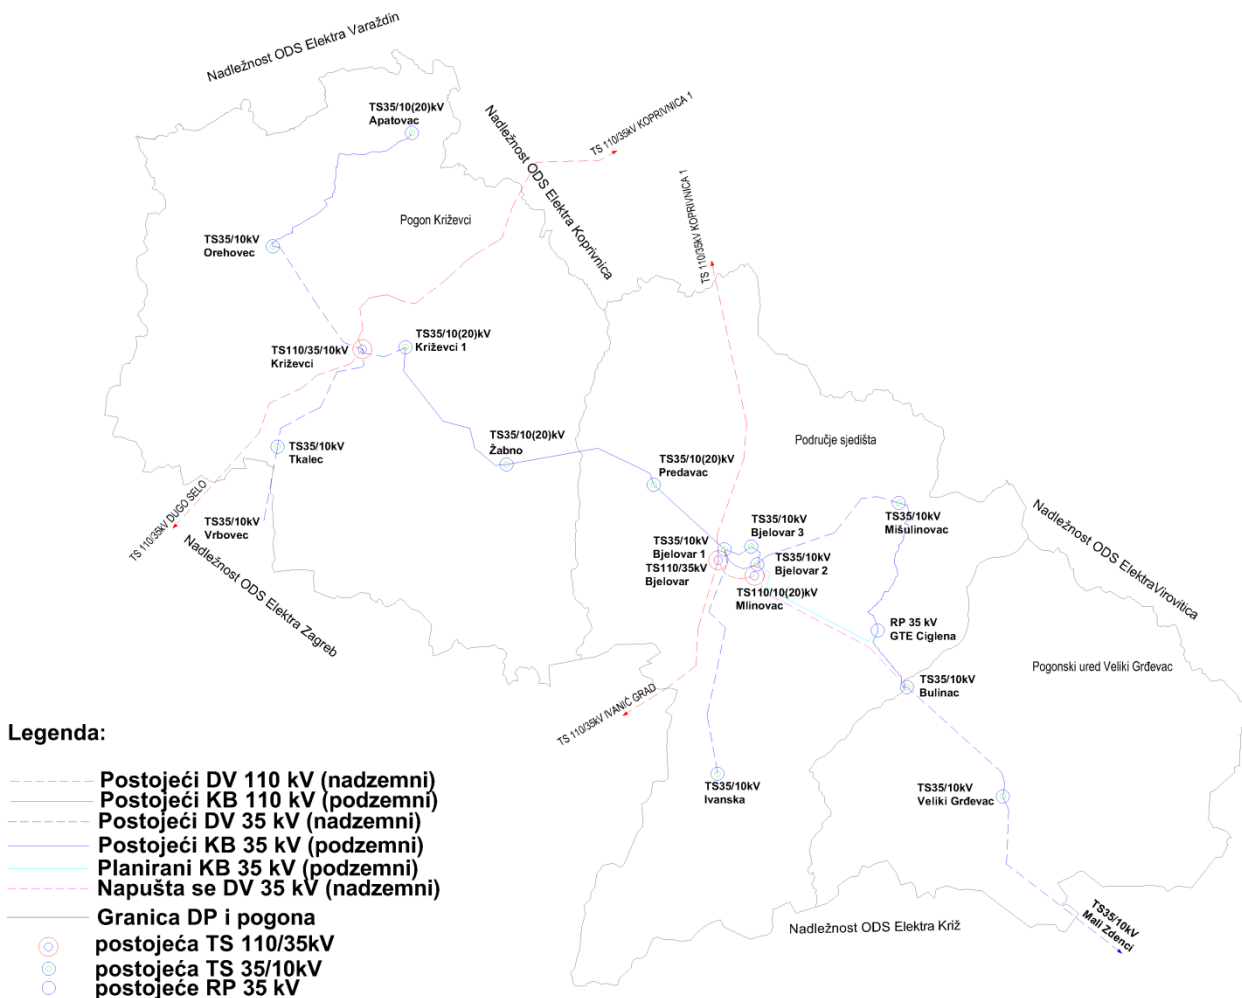 Nadležnost ODS Elektra Varaždin
TS35/10(20)kV
Apatovac
TS 110/35kV KOPRIVNICA 1
Nadležnost ODS Elektra Koprivnica
TS 110/35kV KOPRIVNICA 1
Pogon Križevci
TS35/10kV
Orehovec
TS110/35/10kV
Križevci
TS35/10(20)kV
Križevci 1
TS35/10kV
Tkalec
TS35/10(20)kV
Žabno
TS35/10(20)kV
Predavac
Područje sjedišta
TS 110/35kV DUGO SELO
TS35/10kV
Vrbovec
Nadležnost ODS Elektra Zagreb
TS35/10kV
Bjelovar 1
TS110/35kV
Bjelovar
TS35/10kV
Bjelovar 3
TS35/10kV
Bjelovar 2
TS110/10(20)kV
Mlinovac
TS35/10kV
Mišulinovac
Nadležnost ODS ElektraVirovitica
RP 35 kV
GTE Ciglena
TS35/10kV
Bulinac
Pogonski ured Veliki Grđevac
TS 110/35kV IVANIĆ GRAD
TS35/10kV
Ivanska
TS35/10kV
Veliki Grđevac
TS35/10kV
Mali Zdenci
Nadležnost ODS Elektra Križ
Legenda:
Postojeći DV 110 kV (nadzemni)
Postojeći KB 110 kV (podzemni)
Postojeći DV 35 kV (nadzemni)
Postojeći KB 35 kV (podzemni)
Planirani KB 35 kV (podzemni)
Napušta se DV 35 kV (nadzemni)
Granica DP i pogona
postojeća TS 110/35kV
postojeća TS 35/10kV
postojeće RP 35 kV